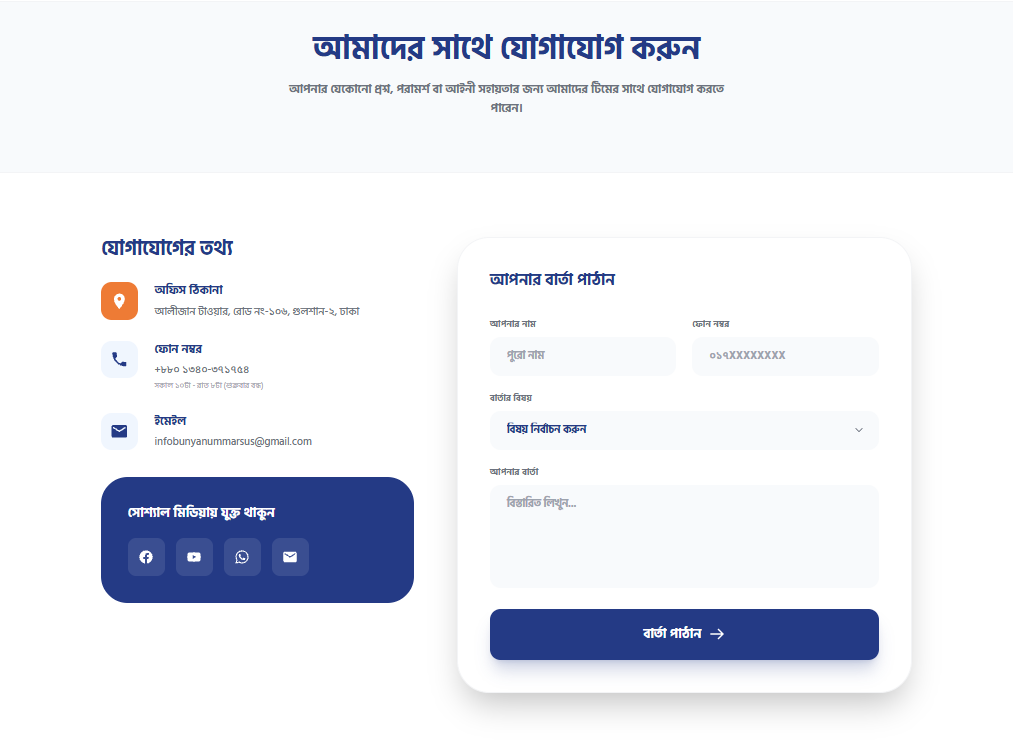 আমাদের সাথে যোগাযোগ করুন
আপনার যেকোনো প্রশ্ন, পরামর্শ বা আইনী সহায়তার জন্য আমাদের টিমের সাথে যোগাযোগ করতে
পারেন।
যোগাযোগের তথ্য
অফিস ঠিকানা
আলীজান টাওয়ার, রোড নং-১০৬, গুলশান-২, ঢাকা
ফোন নম্বর
+৮৮০ ১৩৪০-৩৭১৭৫৪
সকাল ১০টা - রাত ৮টা (শুক্রবার বন্ধ)
ইমেইল
infobunyanummarsus@gmail.com
সোশ্যাল মিডিয়ায় যুক্ত থাকুন
আপনার বার্তা পাঠান
আপনার নাম
ফোন নম্বর
পুরো নাম
০১৭XXXXXXXX
বার্তার বিষয়
বিষয় নির্বাচন করুন
আপনার বার্তা
বিস্তারিত লিখুন...
বার্তা পাঠান →